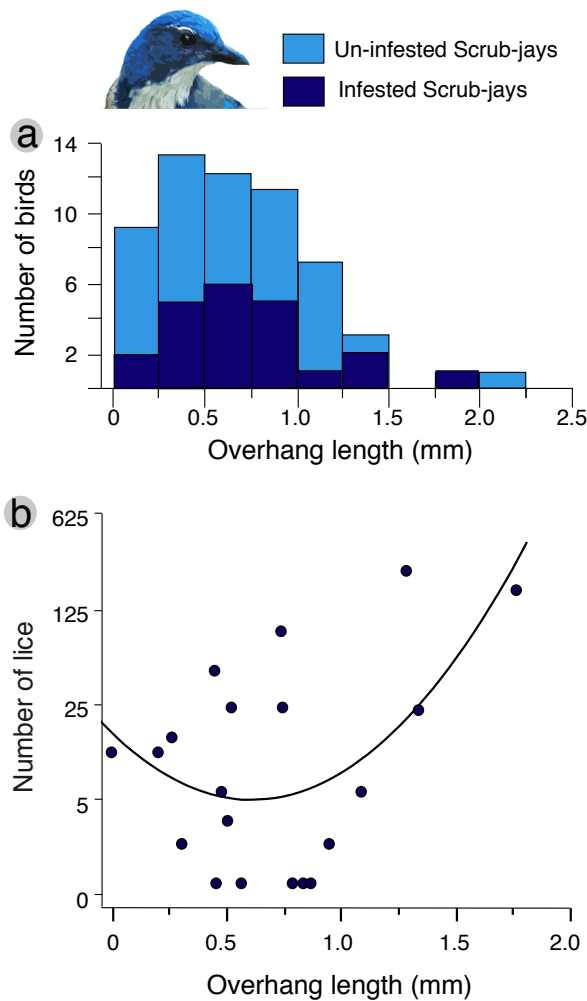 Un-infested Scrub-jays
Infested Scrub-jays
a
Number of birds
14
10
6
2
0 0.5 1.0 1.5 2.0 2.5
Overhang length (mm)
b
Number of lice
625
125
25
5
0
0 0.5 1.0 1.5 2.0
Overhang length (mm)